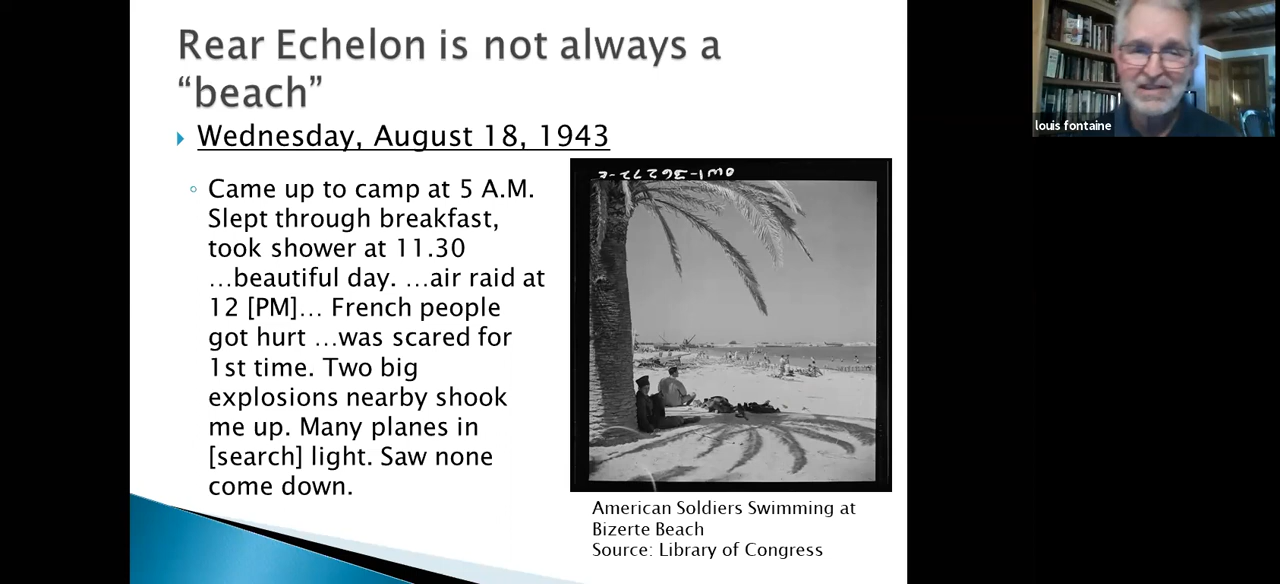 Rear Echelon is not always a
“beach”
Wednesday, August 18, 1943
Came up to camp at 5 A.M.
Slept through breakfast,
took shower at 11.30
…beautiful day. …air raid at
12 [PM]… French people
got hurt …was scared for
1st time. Two big
explosions nearby shook
me up. Many planes in
[search] light. Saw none
come down.
OWI-36272-E
American Soldiers Swimming at
Bizerte Beach
Source: Library of Congress
louis fontaine